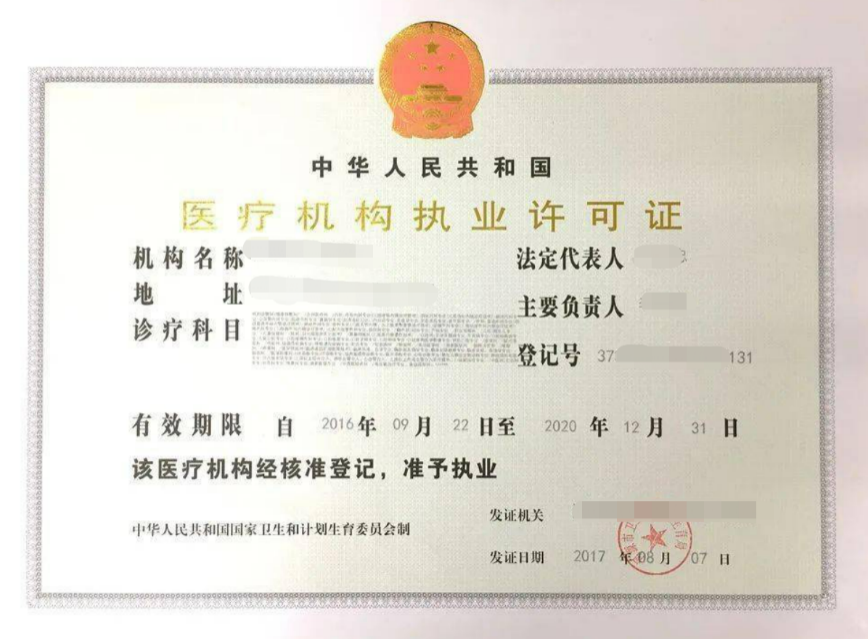 中华人民共和国
医疗机构执业许可证
机构名称
法定代表人
地 址
主要负责人
诊疗科目
登记号 37 131
有效期限 自 2016 年 09 月 22 日至 2020 年 12 月 31 日
该医疗机构经核准登记，准予执业
中华人民共和国国家卫生和计划生育委员会制
发证机关
发证日期 2017 年 08 月 07 日